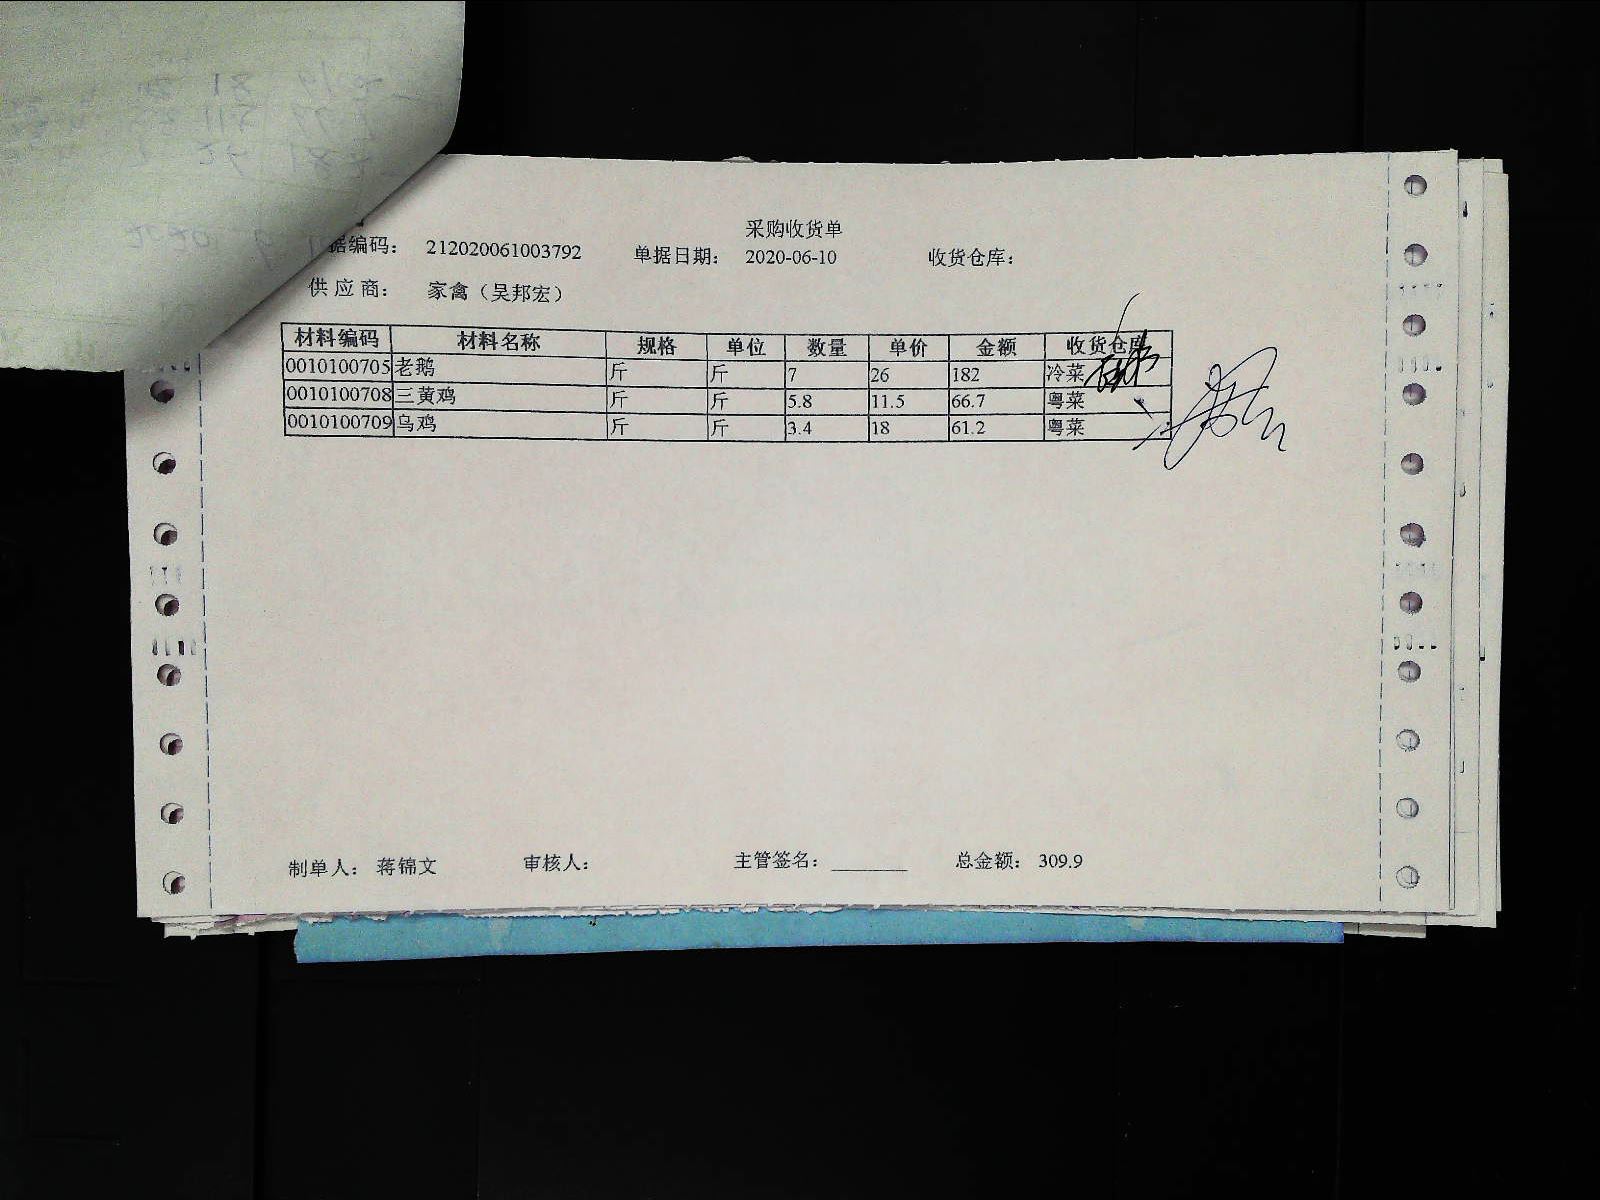 采购收货单
据编码： 212020061003792 单据日期： 2020-06-10 收货仓库：
供应商： 家禽（吴邦宏）
材料编码 材料名称 规格 单位 数量 单价 金额 收货仓库
0010100705 老鹅 斤 斤 7 26 182 冷菜
0010100708 三黄鸡 斤 斤 5.8 11.5 66.7 粤菜
0010100709 乌鸡 斤 斤 3.4 18 61.2 粤菜
制单人： 蒋锦文 审核人： 主管签名： 总金额： 309.9